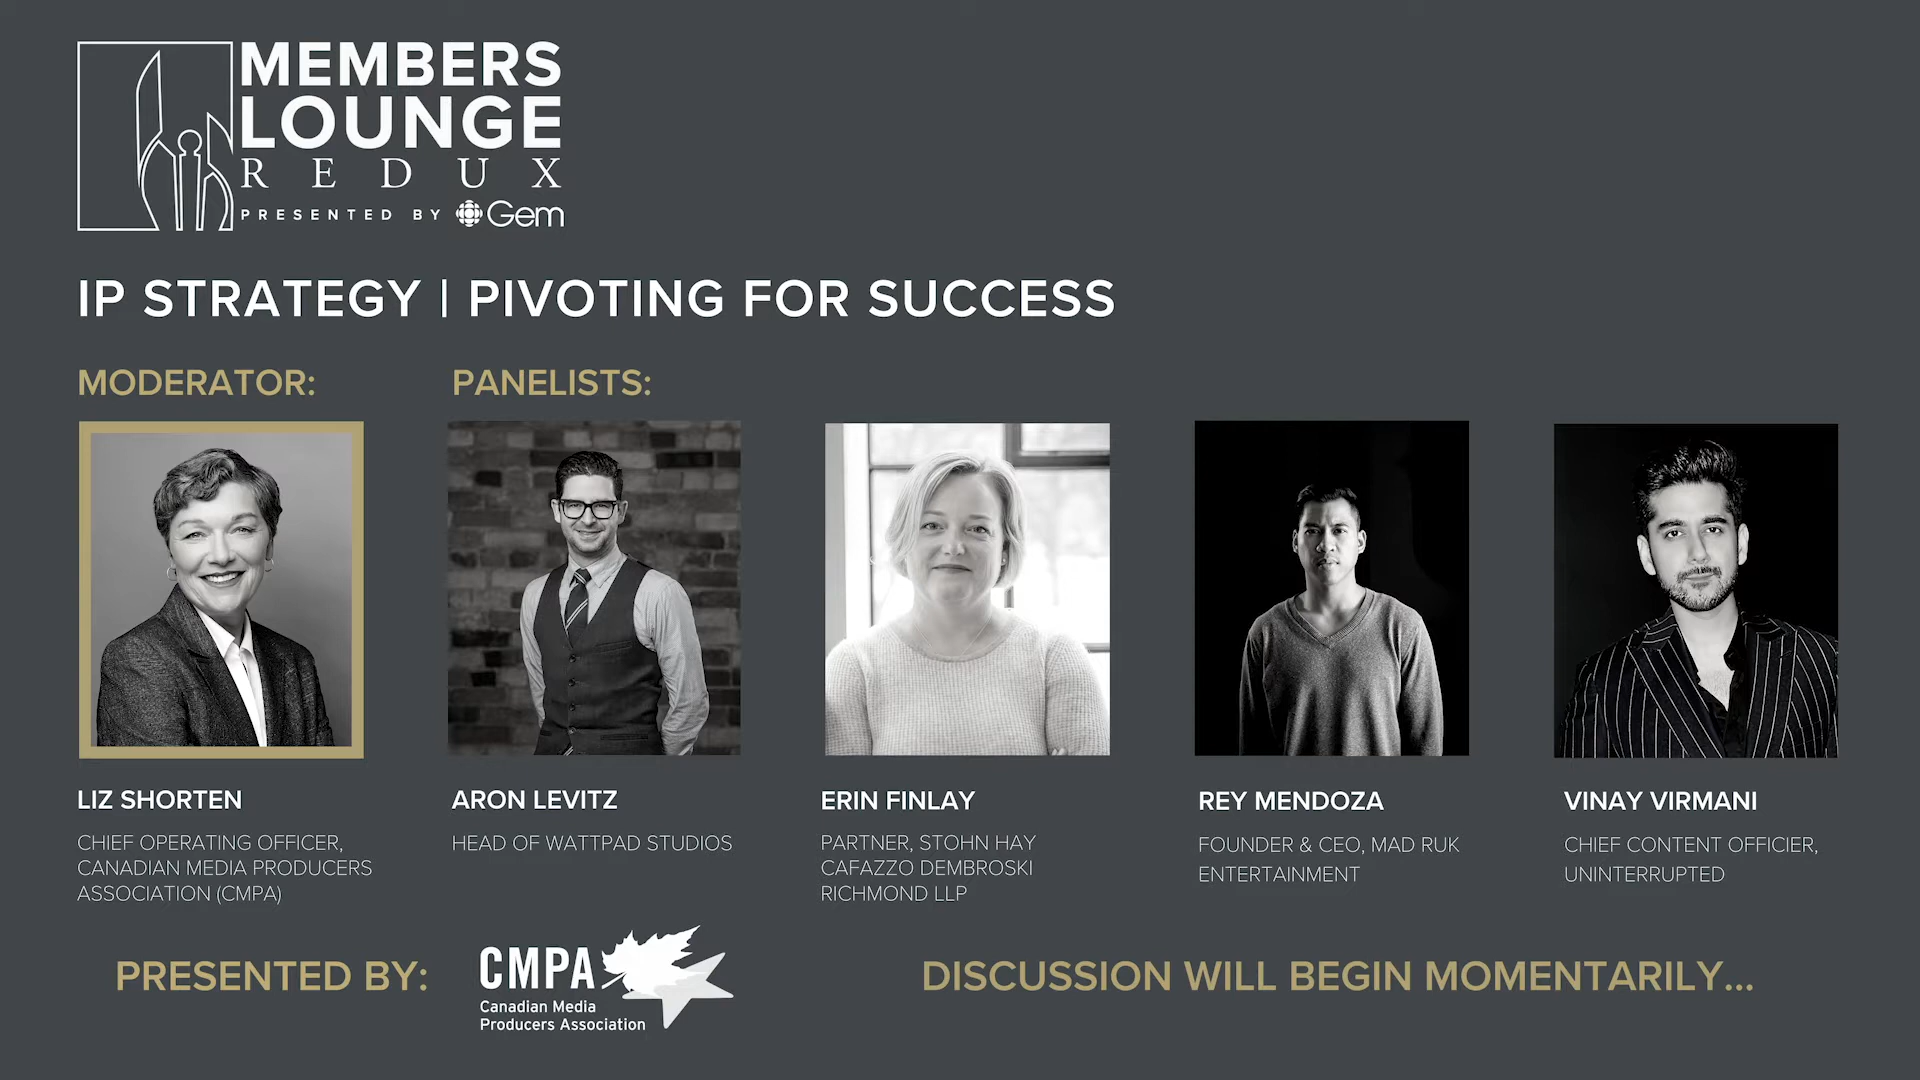 MEMBERS
LOUNGE
REDUX
PRESENTED BY Gem
IP STRATEGY | PIVOTING FOR SUCCESS
MODERATOR:
PANELISTS:
LIZ SHORTEN
CHIEF OPERATING OFFICER,
CANADIAN MEDIA PRODUCERS
ASSOCIATION (CMPA)
ARON LEVITZ
HEAD OF WATTPAD STUDIOS
ERIN FINLAY
PARTNER, STOHN HAY
CAFAZZO DEMBROSKI
RICHMOND LLP
REY MENDOZA
FOUNDER & CEO, MAD RUK
ENTERTAINMENT
VINAY VIRMANI
CHIEF CONTENT OFFICIER,
UNINTERRUPTED
PRESENTED BY:
CMPA
Canadian Media
Producers Association
DISCUSSION WILL BEGIN MOMENTARILY...